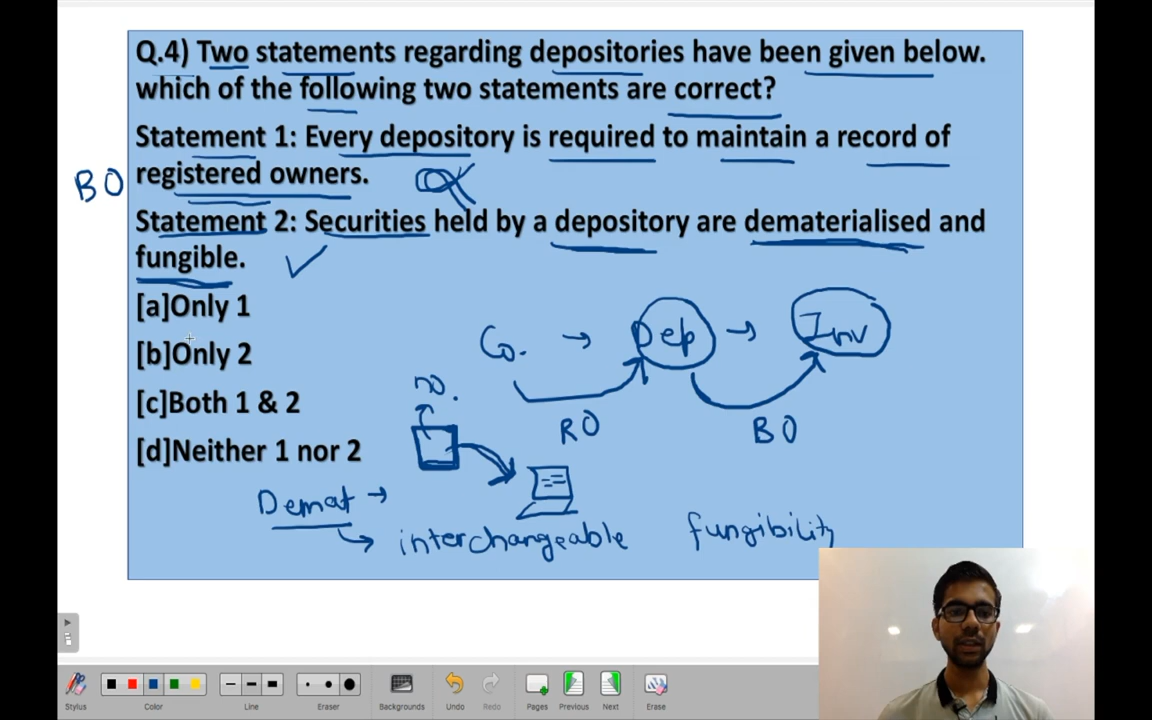 Q.4) Two statements regarding depositories have been given below.
which of the following two statements are correct?
Statement 1: Every depository is required to maintain a record of
registered owners.
BO
Statement 2: Securities held by a depository are dematerialised and
fungible.
[a]Only 1
[b]Only 2
[c]Both 1 & 2
[d]Neither 1 nor 2
Co. → Dep → Inv
no.
RO
BO
Demat →
interchangeable
fungibility
Stylus
Color
Line
Eraser
Backgrounds
Undo
Redo
Pages
Previous
Next
Erase